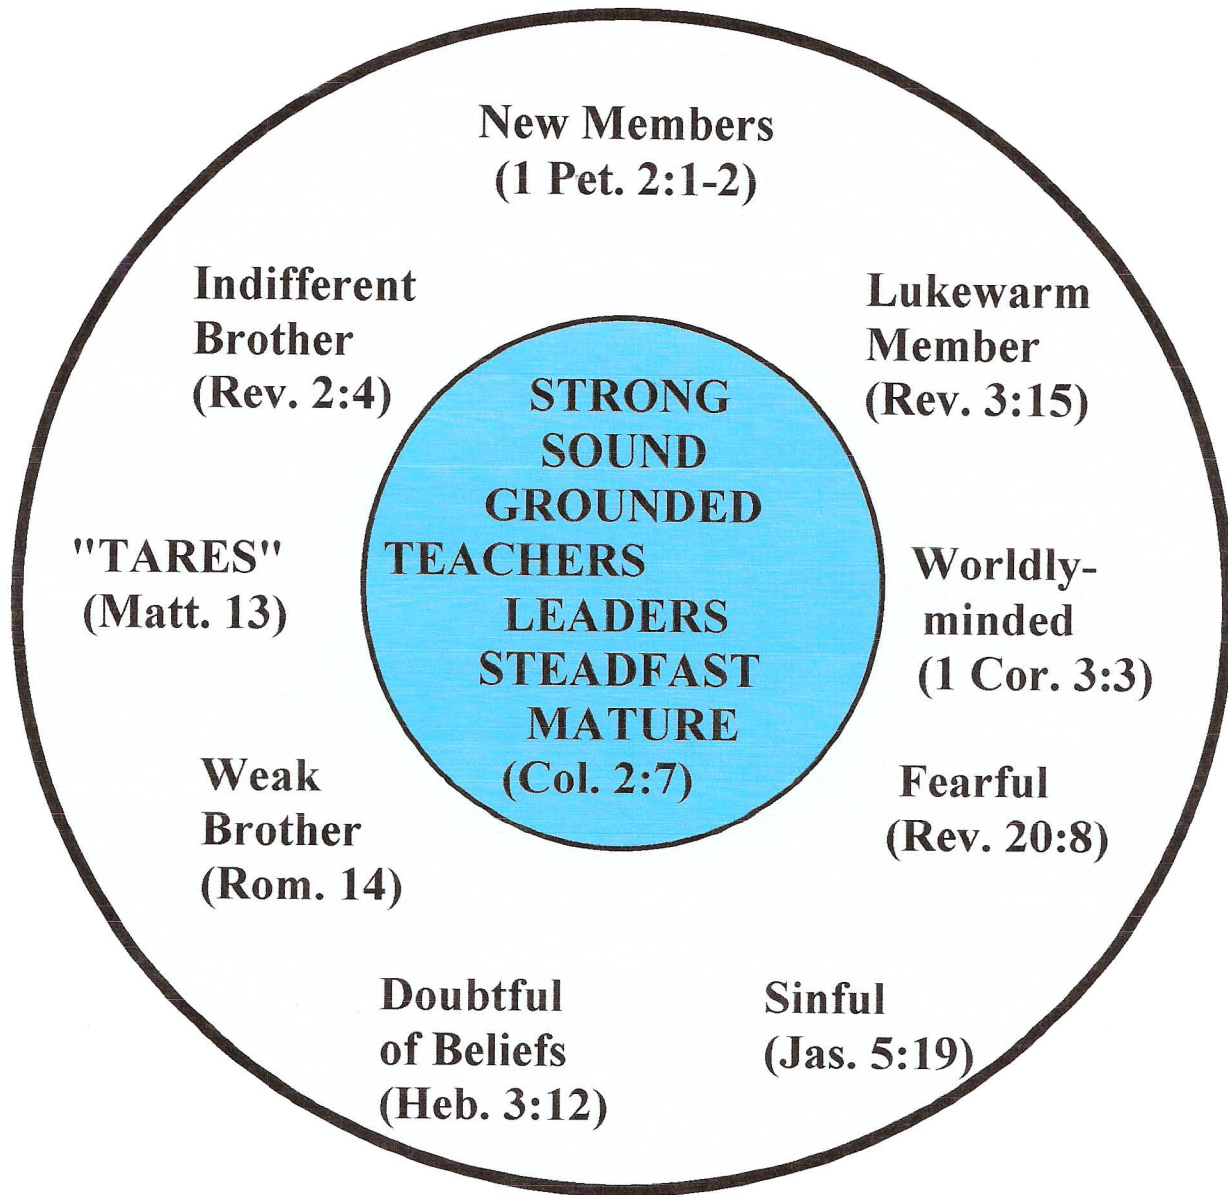 New Members
(1 Pet. 2:1-2)
Indifferent
Brother
(Rev. 2:4)
Lukewarm
Member
(Rev. 3:15)
STRONG
SOUND
GROUNDED
TEACHERS
LEADERS
STEADFAST
MATURE
(Col. 2:7)
"TARES"
(Matt. 13)
Worldly-
minded
(1 Cor. 3:3)
Weak
Brother
(Rom. 14)
Fearful
(Rev. 20:8)
Doubtful
of Beliefs
(Heb. 3:12)
Sinful
(Jas. 5:19)